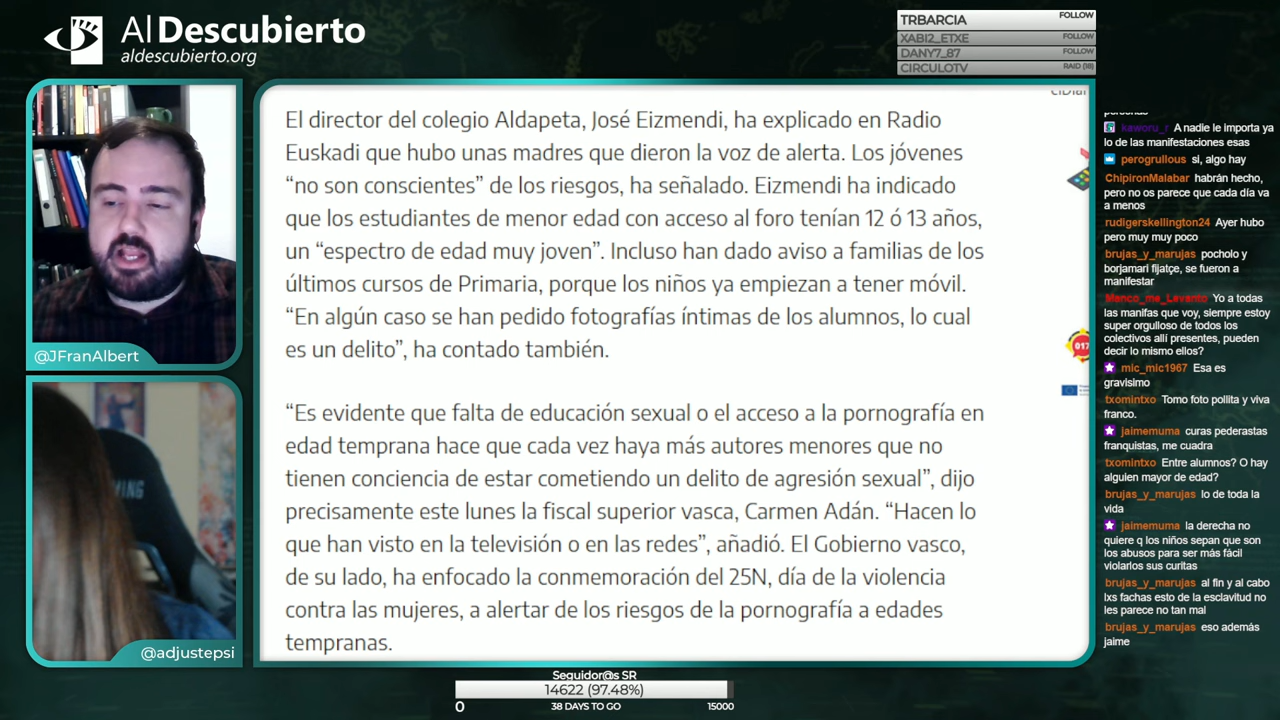 Al Descubierto
aldescubierto.org
TRBARCIA FOLLOW
XABI2_ETXE FOLLOW
DANY7_87 FOLLOW
CIRCULOTV RAID (18)
@JFranAlbert
@adjustepsi
El director del colegio Aldapeta, José Eizmendi, ha explicado en Radio
Euskadi que hubo unas madres que dieron la voz de alerta. Los jóvenes
“no son conscientes” de los riesgos, ha señalado. Eizmendi ha indicado
que los estudiantes de menor edad con acceso al foro tenían 12 ó 13 años,
un “espectro de edad muy joven”. Incluso han dado aviso a familias de los
últimos cursos de Primaria, porque los niños ya empiezan a tener móvil.
“En algún caso se han pedido fotografías íntimas de los alumnos, lo cual
es un delito”, ha contado también.
“Es evidente que falta de educación sexual o el acceso a la pornografía en
edad temprana hace que cada vez haya más autores menores que no
tienen conciencia de estar cometiendo un delito de agresión sexual”, dijo
precisamente este lunes la fiscal superior vasca, Carmen Adán. “Hacen lo
que han visto en la televisión o en las redes”, añadió. El Gobierno vasco,
de su lado, ha enfocado la conmemoración del 25N, día de la violencia
contra las mujeres, a alertar de los riesgos de la pornografía a edades
tempranas.
017
kaworu_r A nadie le importa ya
lo de las manifestaciones esas
perogrullous si, algo hay
ChipironMalabar habrán hecho,
pero no os parece que cada día va
a menos
rudigerskellington24 Ayer hubo
pero muy muy poco
brujas_y_marujas pocholo y
borjamari fijatçe, se fueron a
manifestar
Manco_me_Levanto Yo a todas
las manifas que voy, siempre estoy
super orgulloso de todos los
colectivos allí presentes, pueden
decir lo mismo ellos?
mic_mic1967 Esa es
gravisimo
txomintxo Tomo foto pollita y viva
franco.
jaimemuma curas pederastas
franquistas, me cuadra
txomintxo Entre alumnos? O hay
alguien mayor de edad?
brujas_y_marujas lo de toda la
vida
jaimemuma la derecha no
quiere q los niños sepan que son
los abusos para ser más fácil
violarlos sus curitas
brujas_y_marujas al fin y al cabo
lxs fachas esto de la esclavitud no
les parece no tan mal
brujas_y_marujas eso además
jaime
Seguidor@s SR
14622 (97.48%)
0 38 DAYS TO GO 15000